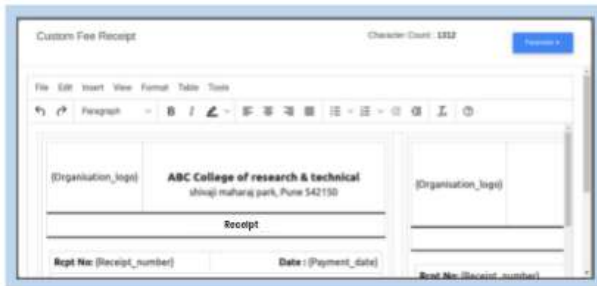 Custom Fee Receipt
Character Count : 1312
File Edit Insert View Format Table Tools
Paragraph B I
{Organisation_logo}
ABC College of research & technical
shivaji maharaj park, Pune 542150
Receipt
Rcpt No: {Receipt_number} Date : {Payment_date}
{Organisation_logo}
Rcpt No: {Receipt_number}